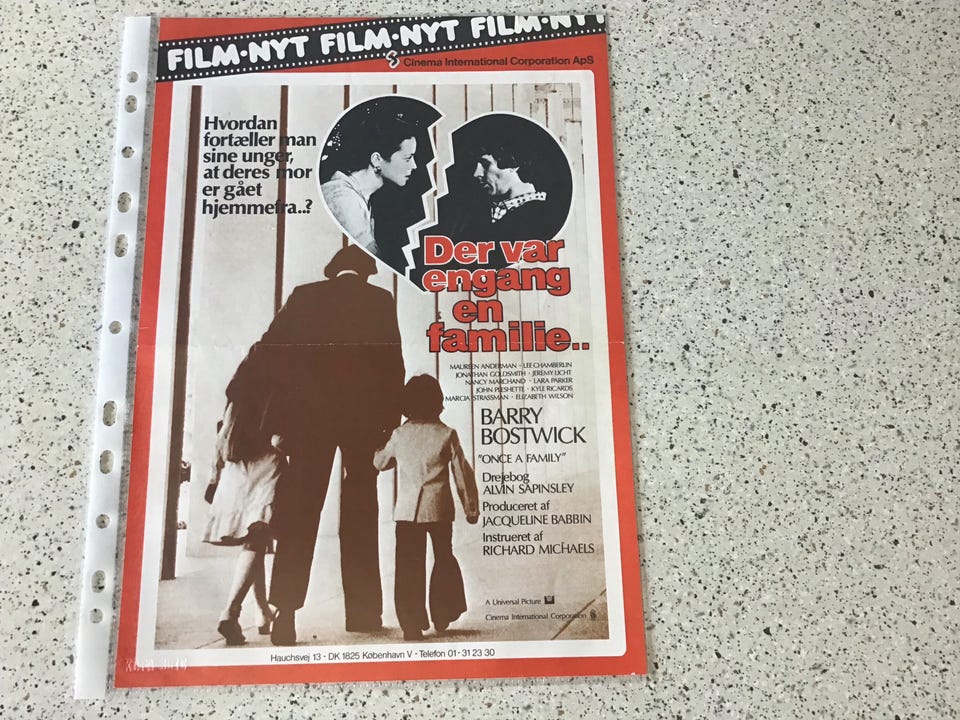 FILM·NYT FILM·NYT FILM·NYT
Cinema International Corporation ApS
Hvordan
fortæller man
sine unger,
at deres mor
er gået
hjemmefra..?
Der var
engang
en
familie..
MAUREEN ANDERMAN · LEE CHAMBERLIN
JONATHAN GOLDSMITH · JEREMY LICHT
NANCY MARCHAND · LARA PARKER
JOHN PLESHETTE · KYLE RICARDS
MARCIA STRASSMAN · ELIZABETH WILSON
BARRY
BOSTWICK
"ONCE A FAMILY"
Drejebog
ALVIN SAPINSLEY
Produceret af
JACQUELINE BABBIN
Instrueret af
RICHARD MICHAELS
A Universal Picture
Cinema International Corporation
Hauchsvej 13 · DK 1825 København V · Telefon 01-31 23 30